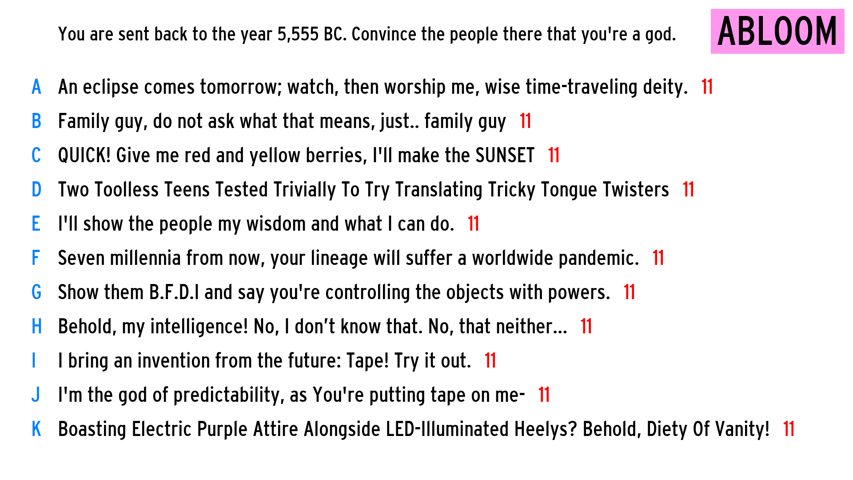 You are sent back to the year 5,555 BC. Convince the people there that you're a god.
ABLOOM
A An eclipse comes tomorrow; watch, then worship me, wise time-traveling deity. 11
B Family guy, do not ask what that means, just.. family guy 11
C QUICK! Give me red and yellow berries, I'll make the SUNSET 11
D Two Toolless Teens Tested Trivially To Try Translating Tricky Tongue Twisters 11
E I'll show the people my wisdom and what I can do. 11
F Seven millennia from now, your lineage will suffer a worldwide pandemic. 11
G Show them B.F.D.I and say you're controlling the objects with powers. 11
H Behold, my intelligence! No, I don’t know that. No, that neither... 11
I I bring an invention from the future: Tape! Try it out. 11
J I'm the god of predictability, as You're putting tape on me- 11
K Boasting Electric Purple Attire Alongside LED-Illuminated Heelys? Behold, Diety Of Vanity! 11